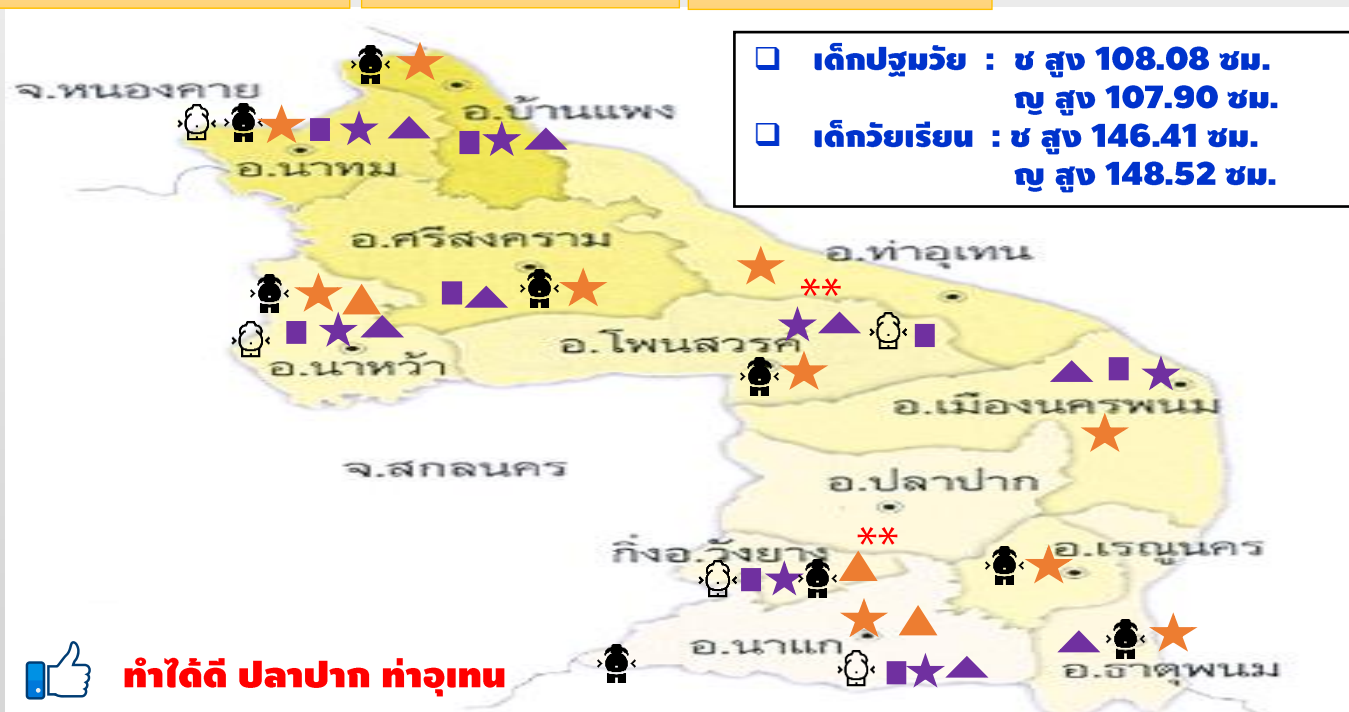 ❑ เด็กปฐมวัย : ช สูง 108.08 ซม.
ญ สูง 107.90 ซม.
❑ เด็กวัยเรียน : ช สูง 146.41 ซม.
ญ สูง 148.52 ซม.
จ.หนองคาย
อ.บ้านแพง
อ.นาทม
อ.ศรีสงคราม
อ.ท่าอุเทน
**
อ.โพนสวรรค์
อ.นาหว้า
อ.เมืองนครพนม
จ.สกลนคร
อ.ปลาปาก
**
กิ่งอ.วังยาง
อ.เรณูนคร
อ.นาแก
อ.ธาตุพนม
ทำได้ดี ปลาปาก ท่าอุเทน